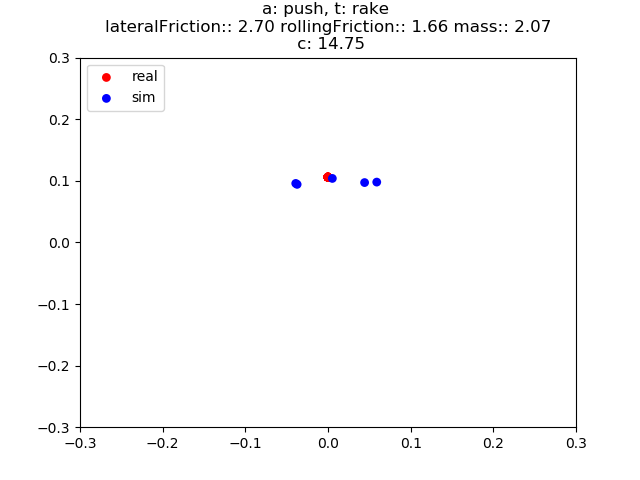 a: push, t: rake
lateralFriction:: 2.70 rollingFriction:: 1.66 mass:: 2.07
c: 14.75
real
sim
0.3
0.2
0.1
0.0
−0.1
−0.2
−0.3
−0.3 −0.2 −0.1 0.0 0.1 0.2 0.3